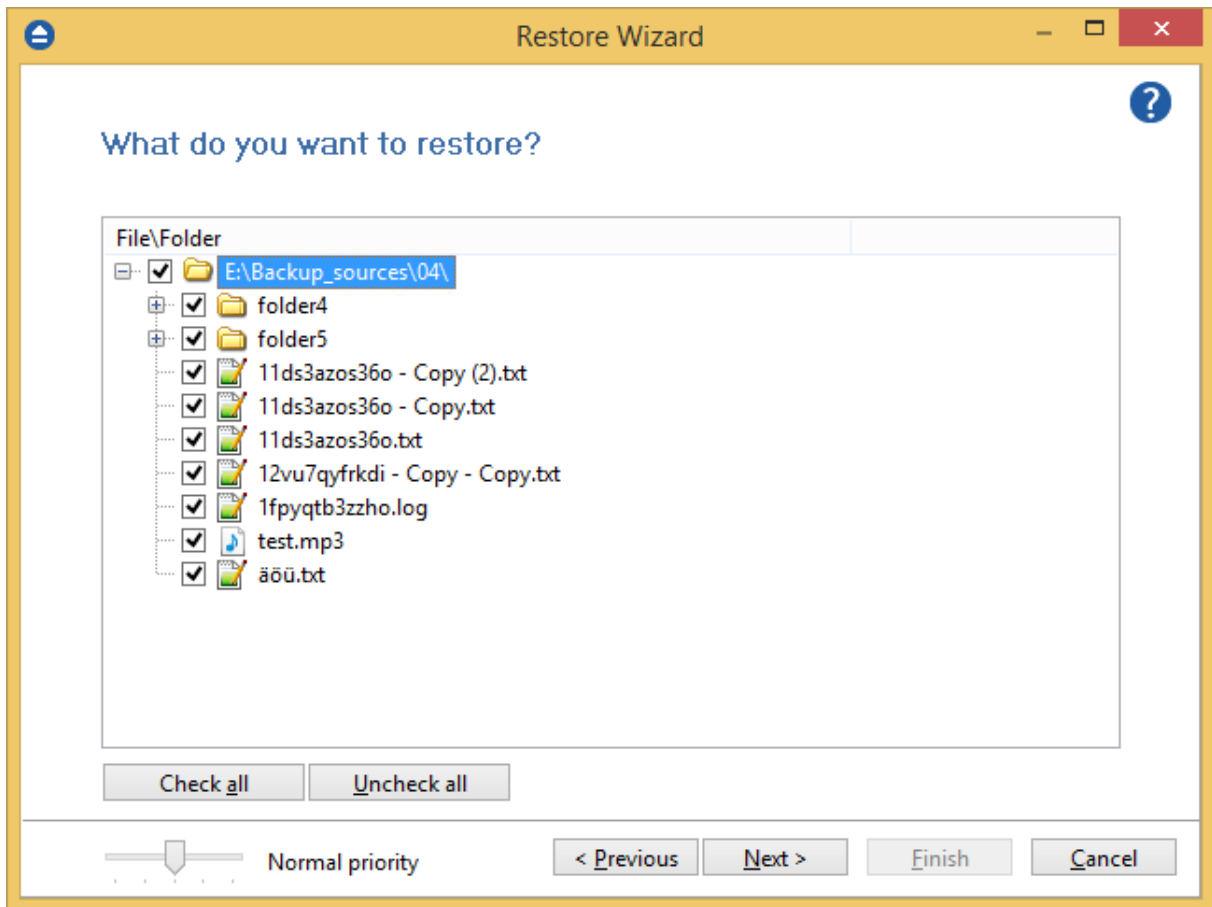 Restore Wizard
?
What do you want to restore?
File\Folder
E:\Backup_sources\04\
folder4
folder5
11ds3azos36o - Copy (2).txt
11ds3azos36o - Copy.txt
11ds3azos36o.txt
12vu7qyfrkdi - Copy - Copy.txt
1fpyqtb3zzho.log
test.mp3
äöü.txt
Check all Uncheck all
Normal priority < Previous Next > Finish Cancel